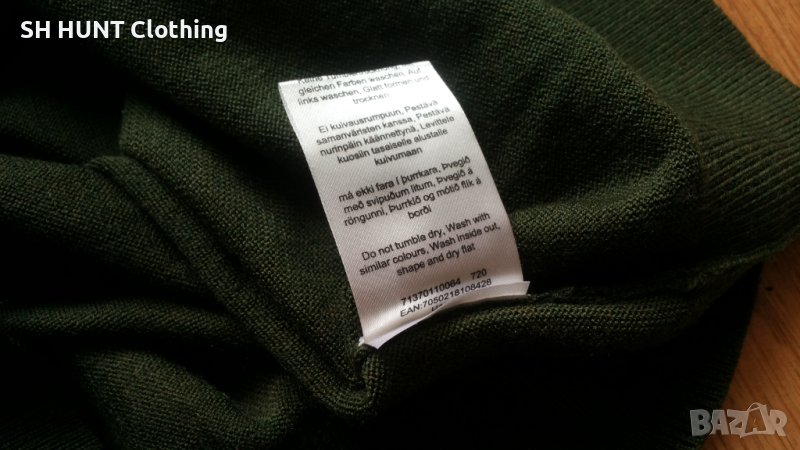 SH HUNT Clothing
gleichen Farben waschen, Auf
links waschen, Glatt formen und
trocknen
Ei kuivausrumpuun, Pestävä
samanväristen kanssa, Pestävä
nurinpäin käännettynä, Levittele
kuosiin tasaiselle alustalle
kuivumaan
má ekki fara í þurrkara, Þvegið
með svipuðum litum, Þvegið á
röngunni, Þurrkið og mótið flík á
borði
Do not tumble dry, Wash with
similar colours, Wash inside out,
shape and dry flat
71370110064 720
EAN:7050218108428
BAZAR